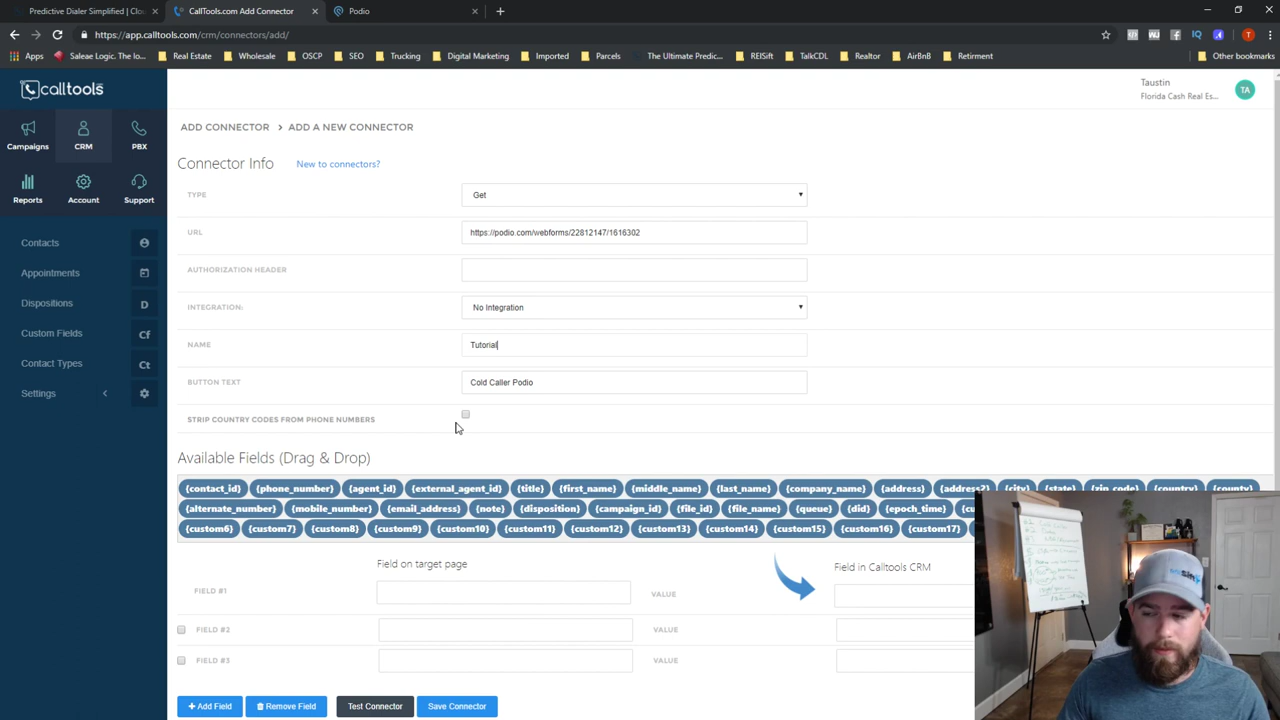 Predictive Dialer Simplified | Clou
CallTools.com Add Connector
Podio
https://app.calltools.com/crm/connectors/add/
Apps
Saleae Logic. The lo...
Real Estate
Wholesale
OSCP
SEO
Trucking
Digital Marketing
Imported
Parcels
The Ultimate Predic...
REISift
TalkCDL
Realtor
AirBnB
Retirment
Other bookmarks
calltools
Taustin
Florida Cash Real Es...
TA
Campaigns
CRM
PBX
Reports
Account
Support
Contacts
Appointments
Dispositions
D
Custom Fields
Cf
Contact Types
Ct
Settings
ADD CONNECTOR > ADD A NEW CONNECTOR
Connector Info
New to connectors?
TYPE
Get
URL
https://podio.com/webforms/22812147/1616302
AUTHORIZATION HEADER
INTEGRATION:
No Integration
NAME
Tutorial
BUTTON TEXT
Cold Caller Podio
STRIP COUNTRY CODES FROM PHONE NUMBERS
Available Fields (Drag & Drop)
{contact_id} {phone_number} {agent_id} {external_agent_id} {title} {first_name} {middle_name} {last_name} {company_name} {address} {address2} {city} {state} {zip_code} {country} {county}
{alternate_number} {mobile_number} {email_address} {note} {disposition} {campaign_id} {file_id} {file_name} {queue} {did} {epoch_time}
{custom6} {custom7} {custom8} {custom9} {custom10} {custom11} {custom12} {custom13} {custom14} {custom15} {custom16} {custom17}
Field on target page
Field in Calltools CRM
FIELD #1
VALUE
FIELD #2
VALUE
FIELD #3
VALUE
+ Add Field
Remove Field
Test Connector
Save Connector